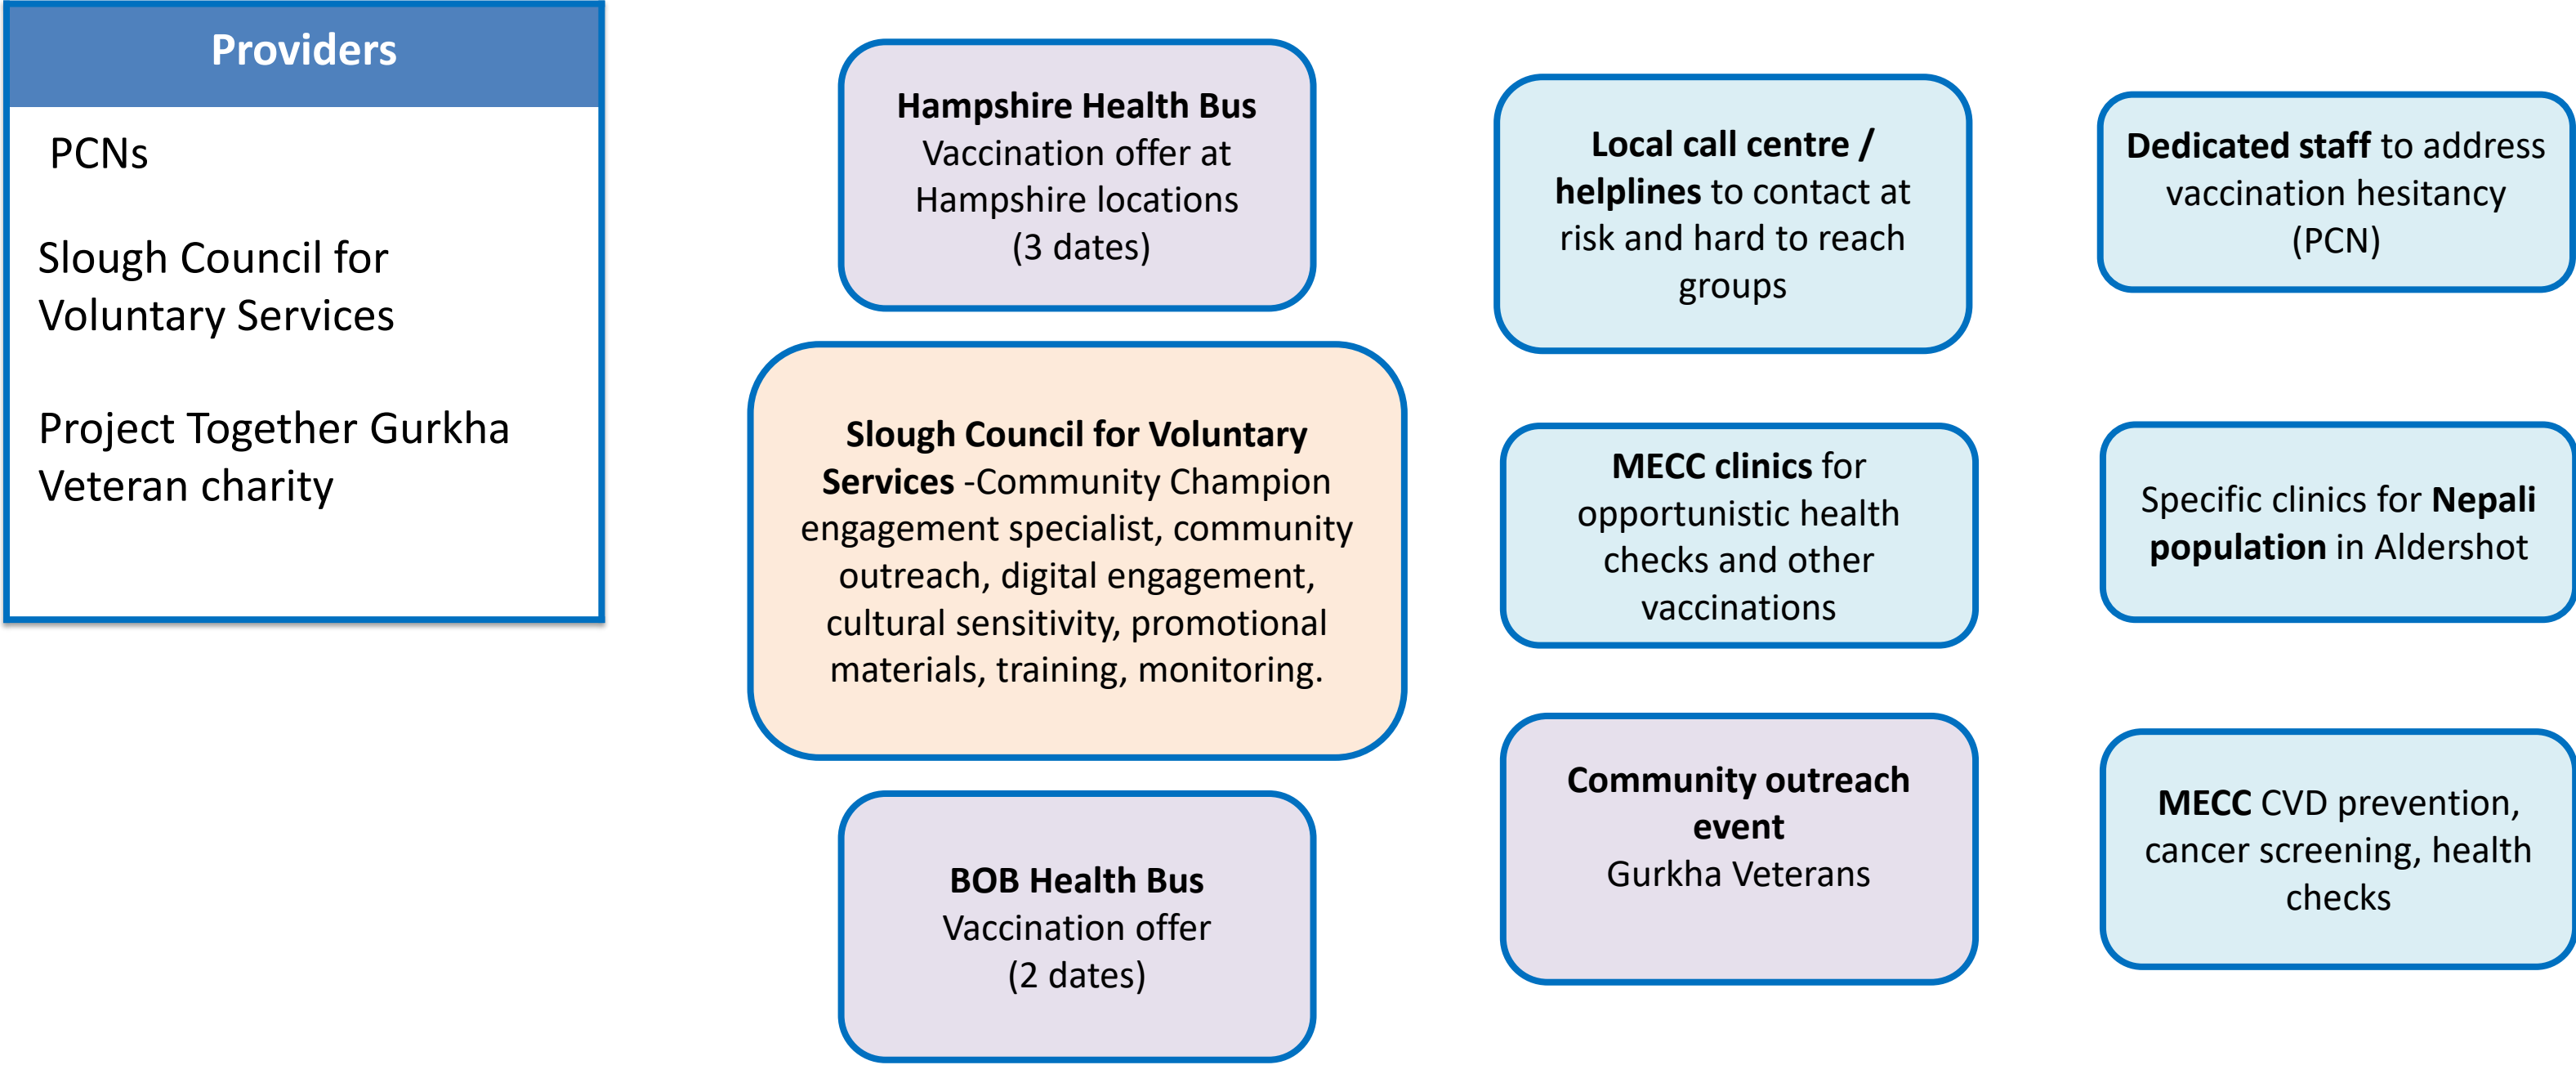 Providers
PCNs
Slough Council for
Voluntary Services
Project Together Gurkha
Veteran charity
Hampshire Health Bus
Vaccination offer at
Hampshire locations
(3 dates)
Slough Council for Voluntary
Services -Community Champion
engagement specialist, community
outreach, digital engagement,
cultural sensitivity, promotional
materials, training, monitoring.
BOB Health Bus
Vaccination offer
(2 dates)
Local call centre /
helplines to contact at
risk and hard to reach
groups
MECC clinics for
opportunistic health
checks and other
vaccinations
Community outreach
event
Gurkha Veterans
Dedicated staff to address
vaccination hesitancy
(PCN)
Specific clinics for Nepali
population in Aldershot
MECC CVD prevention,
cancer screening, health
checks